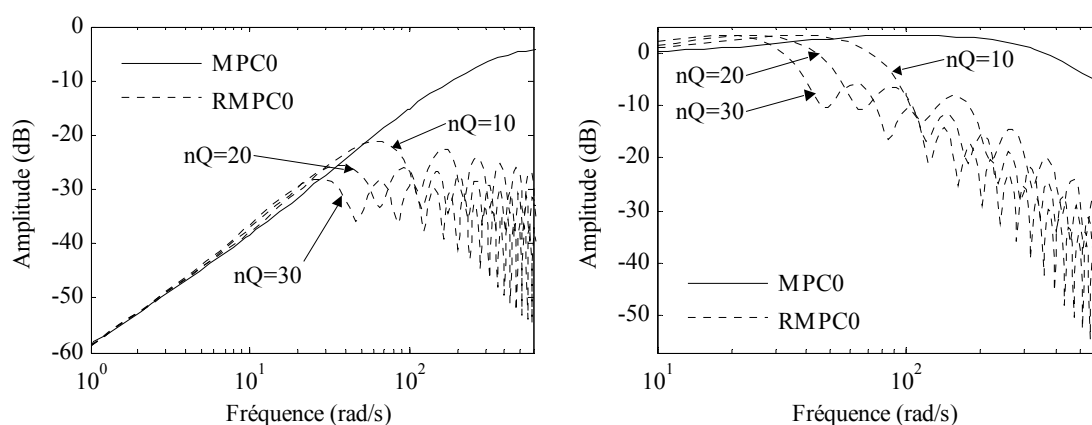 0
-10
-20
-30
-40
-50
-60
Amplitude (dB)
MPC0
RMPC0
nQ=10
nQ=20
nQ=30
10^0
10^1
10^2
Fréquence (rad/s)
0
-10
-20
-30
-40
-50
Amplitude (dB)
nQ=10
nQ=20
nQ=30
MPC0
RMPC0
10^1
10^2
Fréquence (rad/s)